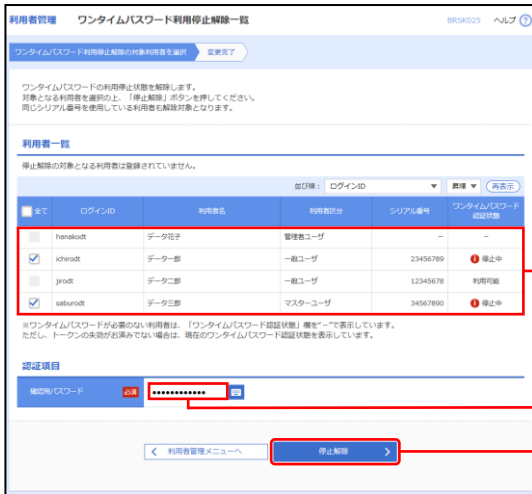 利用者管理 ワンタイムパスワード利用停止解除一覧 BRSK025 ヘルプ ?
ワンタイムパスワード利用停止解除の対象利用者を選択 変更完了
ワンタイムパスワードの利用停止状態を解除します。
対象となる利用者を選択の上、「停止解除」ボタンを押してください。
同じシリアル番号を使用している利用者も解除対象となります。
利用者一覧
停止解除の対象となる利用者は登録されていません。
並び順： ログインID 昇順 再表示
全て ログインID 利用者名 利用者区分 シリアル番号 ワンタイムパスワード
認証状態
hanakodt データ花子 管理者ユーザ － －
ichirodt データ一郎 一般ユーザ 23456789 停止中
jirodt データ二郎 一般ユーザ 12345678 利用可能
saburodt データ三郎 マスターユーザ 34567890 停止中
※ワンタイムパスワードが必要のない利用者は、「ワンタイムパスワード認証状態」欄を"－"で表示しています。
ただし、トークンの失効がお済みでない場合は、現在のワンタイムパスワード認証状態を表示しています。
認証項目
確認用パスワード 必須 ••••••••••••
利用者管理メニューへ 停止解除